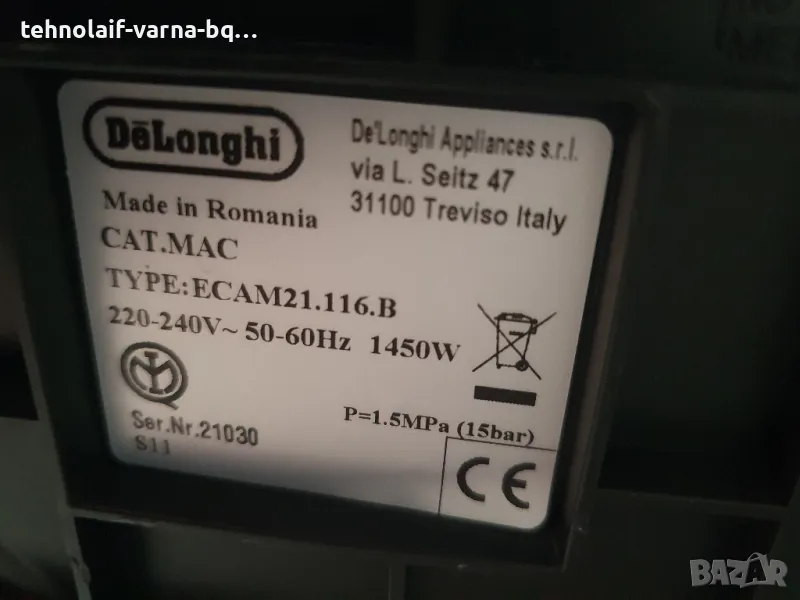 tehnolaif-varna-bq...
DēLonghi
De'Longhi Appliances s.r.l.
via L. Seitz 47
31100 Treviso Italy
Made in Romania
CAT.MAC
TYPE:ECAM21.116.B
220-240V~ 50-60Hz 1450W
P=1.5MPa (15bar)
Ser.Nr.21030
S11
CE
BAZAR